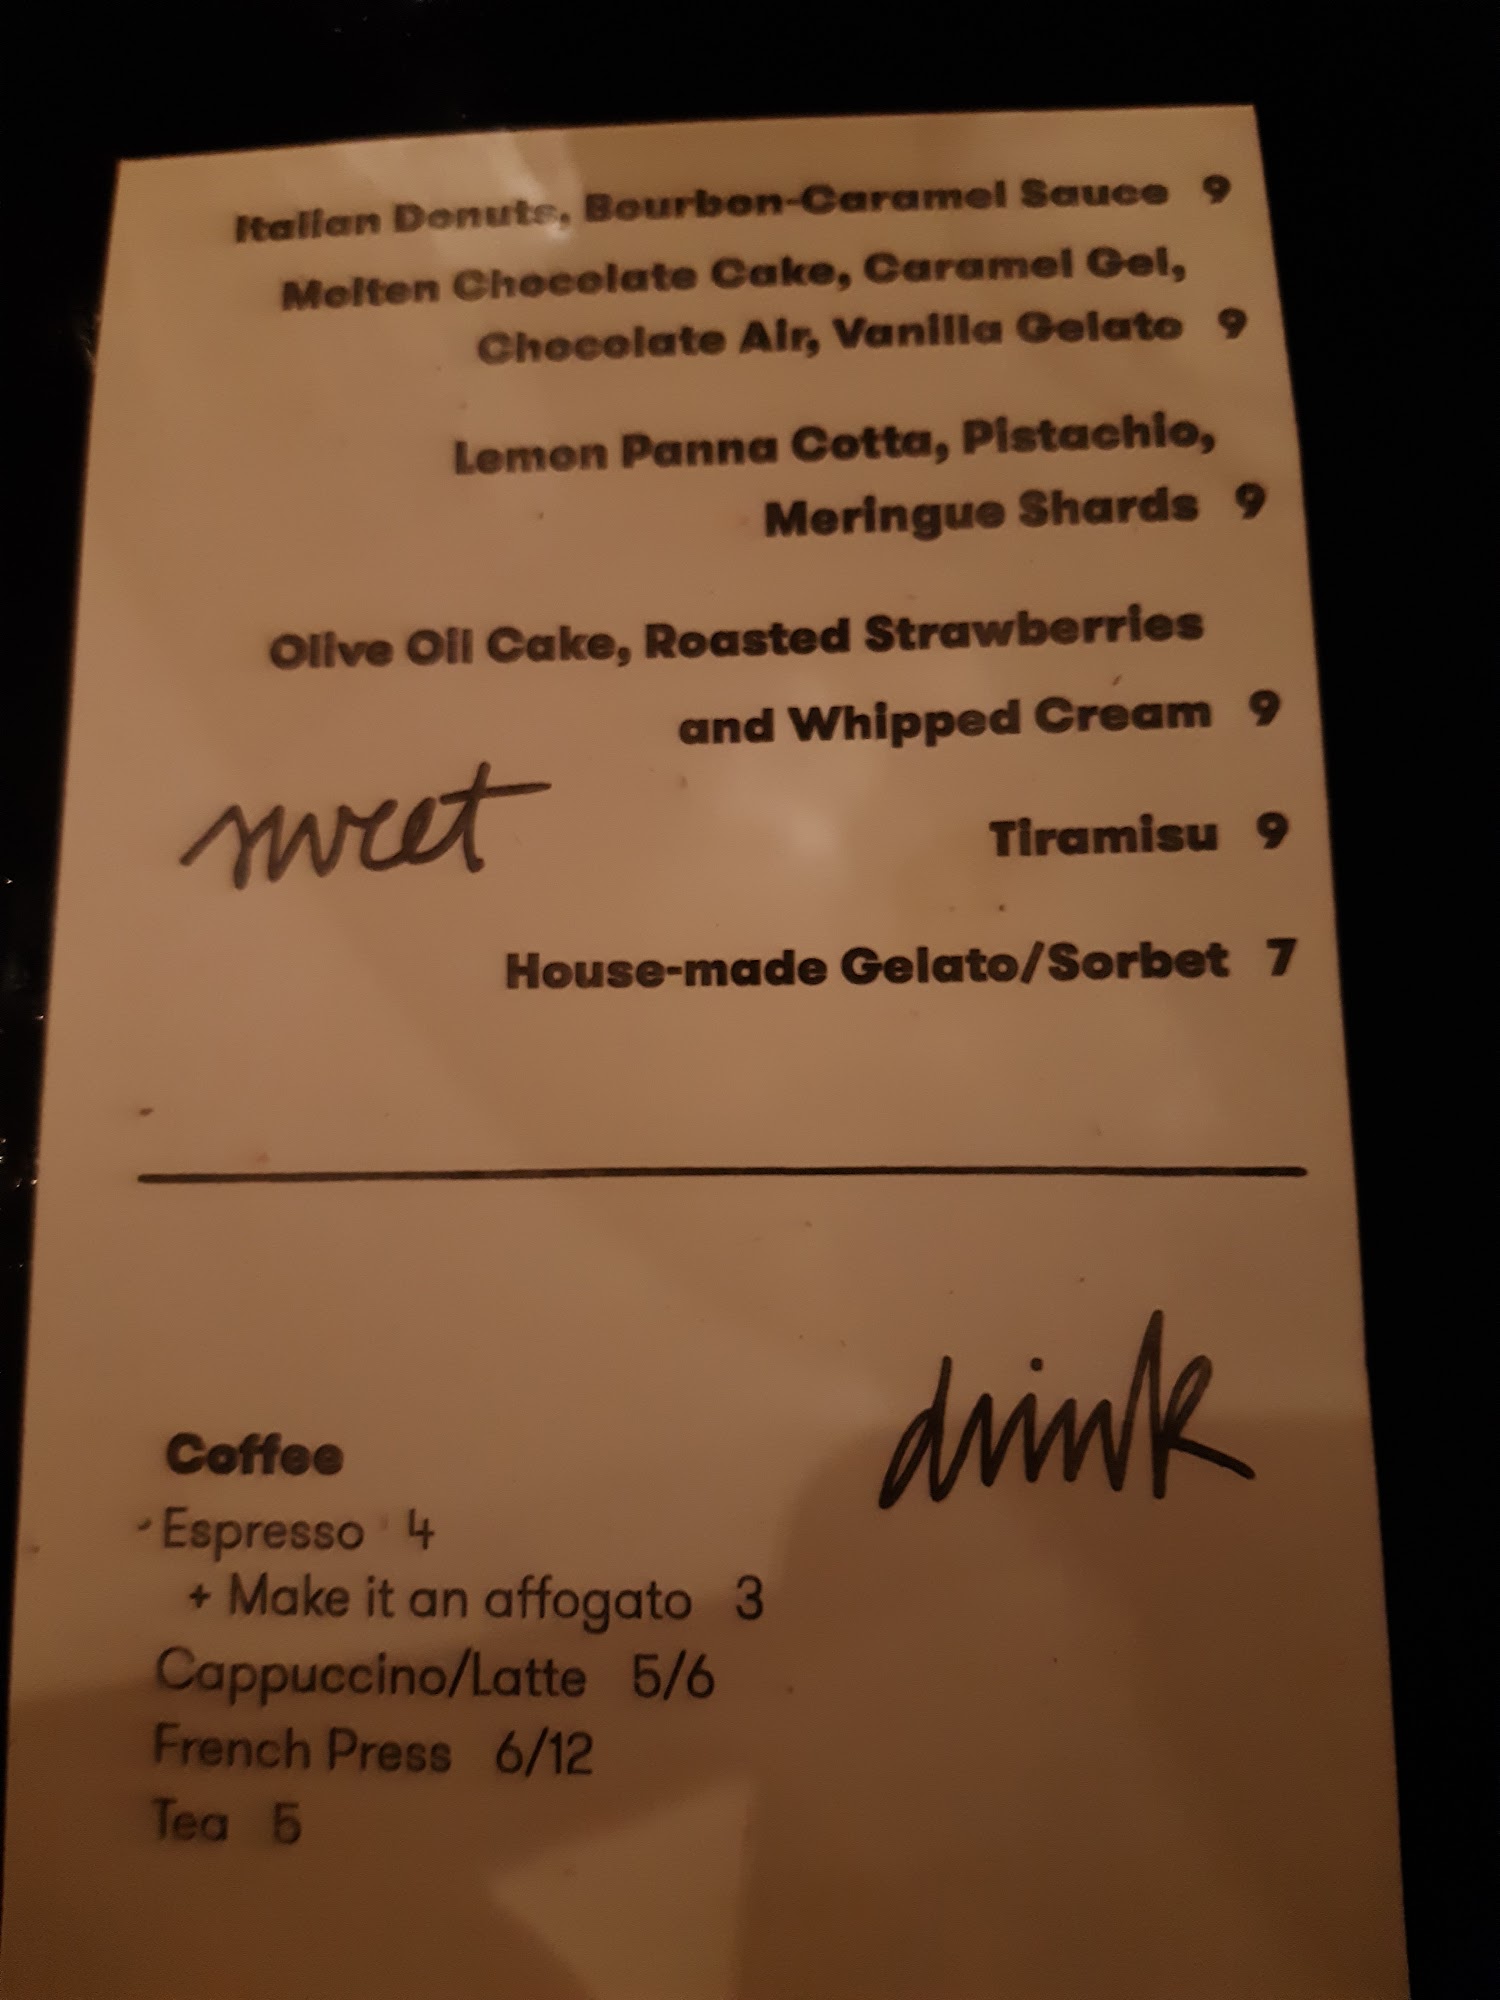 Italian Donuts, Bourbon-Caramel Sauce 9
Molten Chocolate Cake, Caramel Gel,
Chocolate Air, Vanilla Gelato 9
Lemon Panna Cotta, Pistachio,
Meringue Shards 9
Olive Oil Cake, Roasted Strawberries
and Whipped Cream 9
sweet
Tiramisu 9
House-made Gelato/Sorbet 7
drink
Coffee
Espresso 4
+ Make it an affogato 3
Cappuccino/Latte 5/6
French Press 6/12
Tea 5